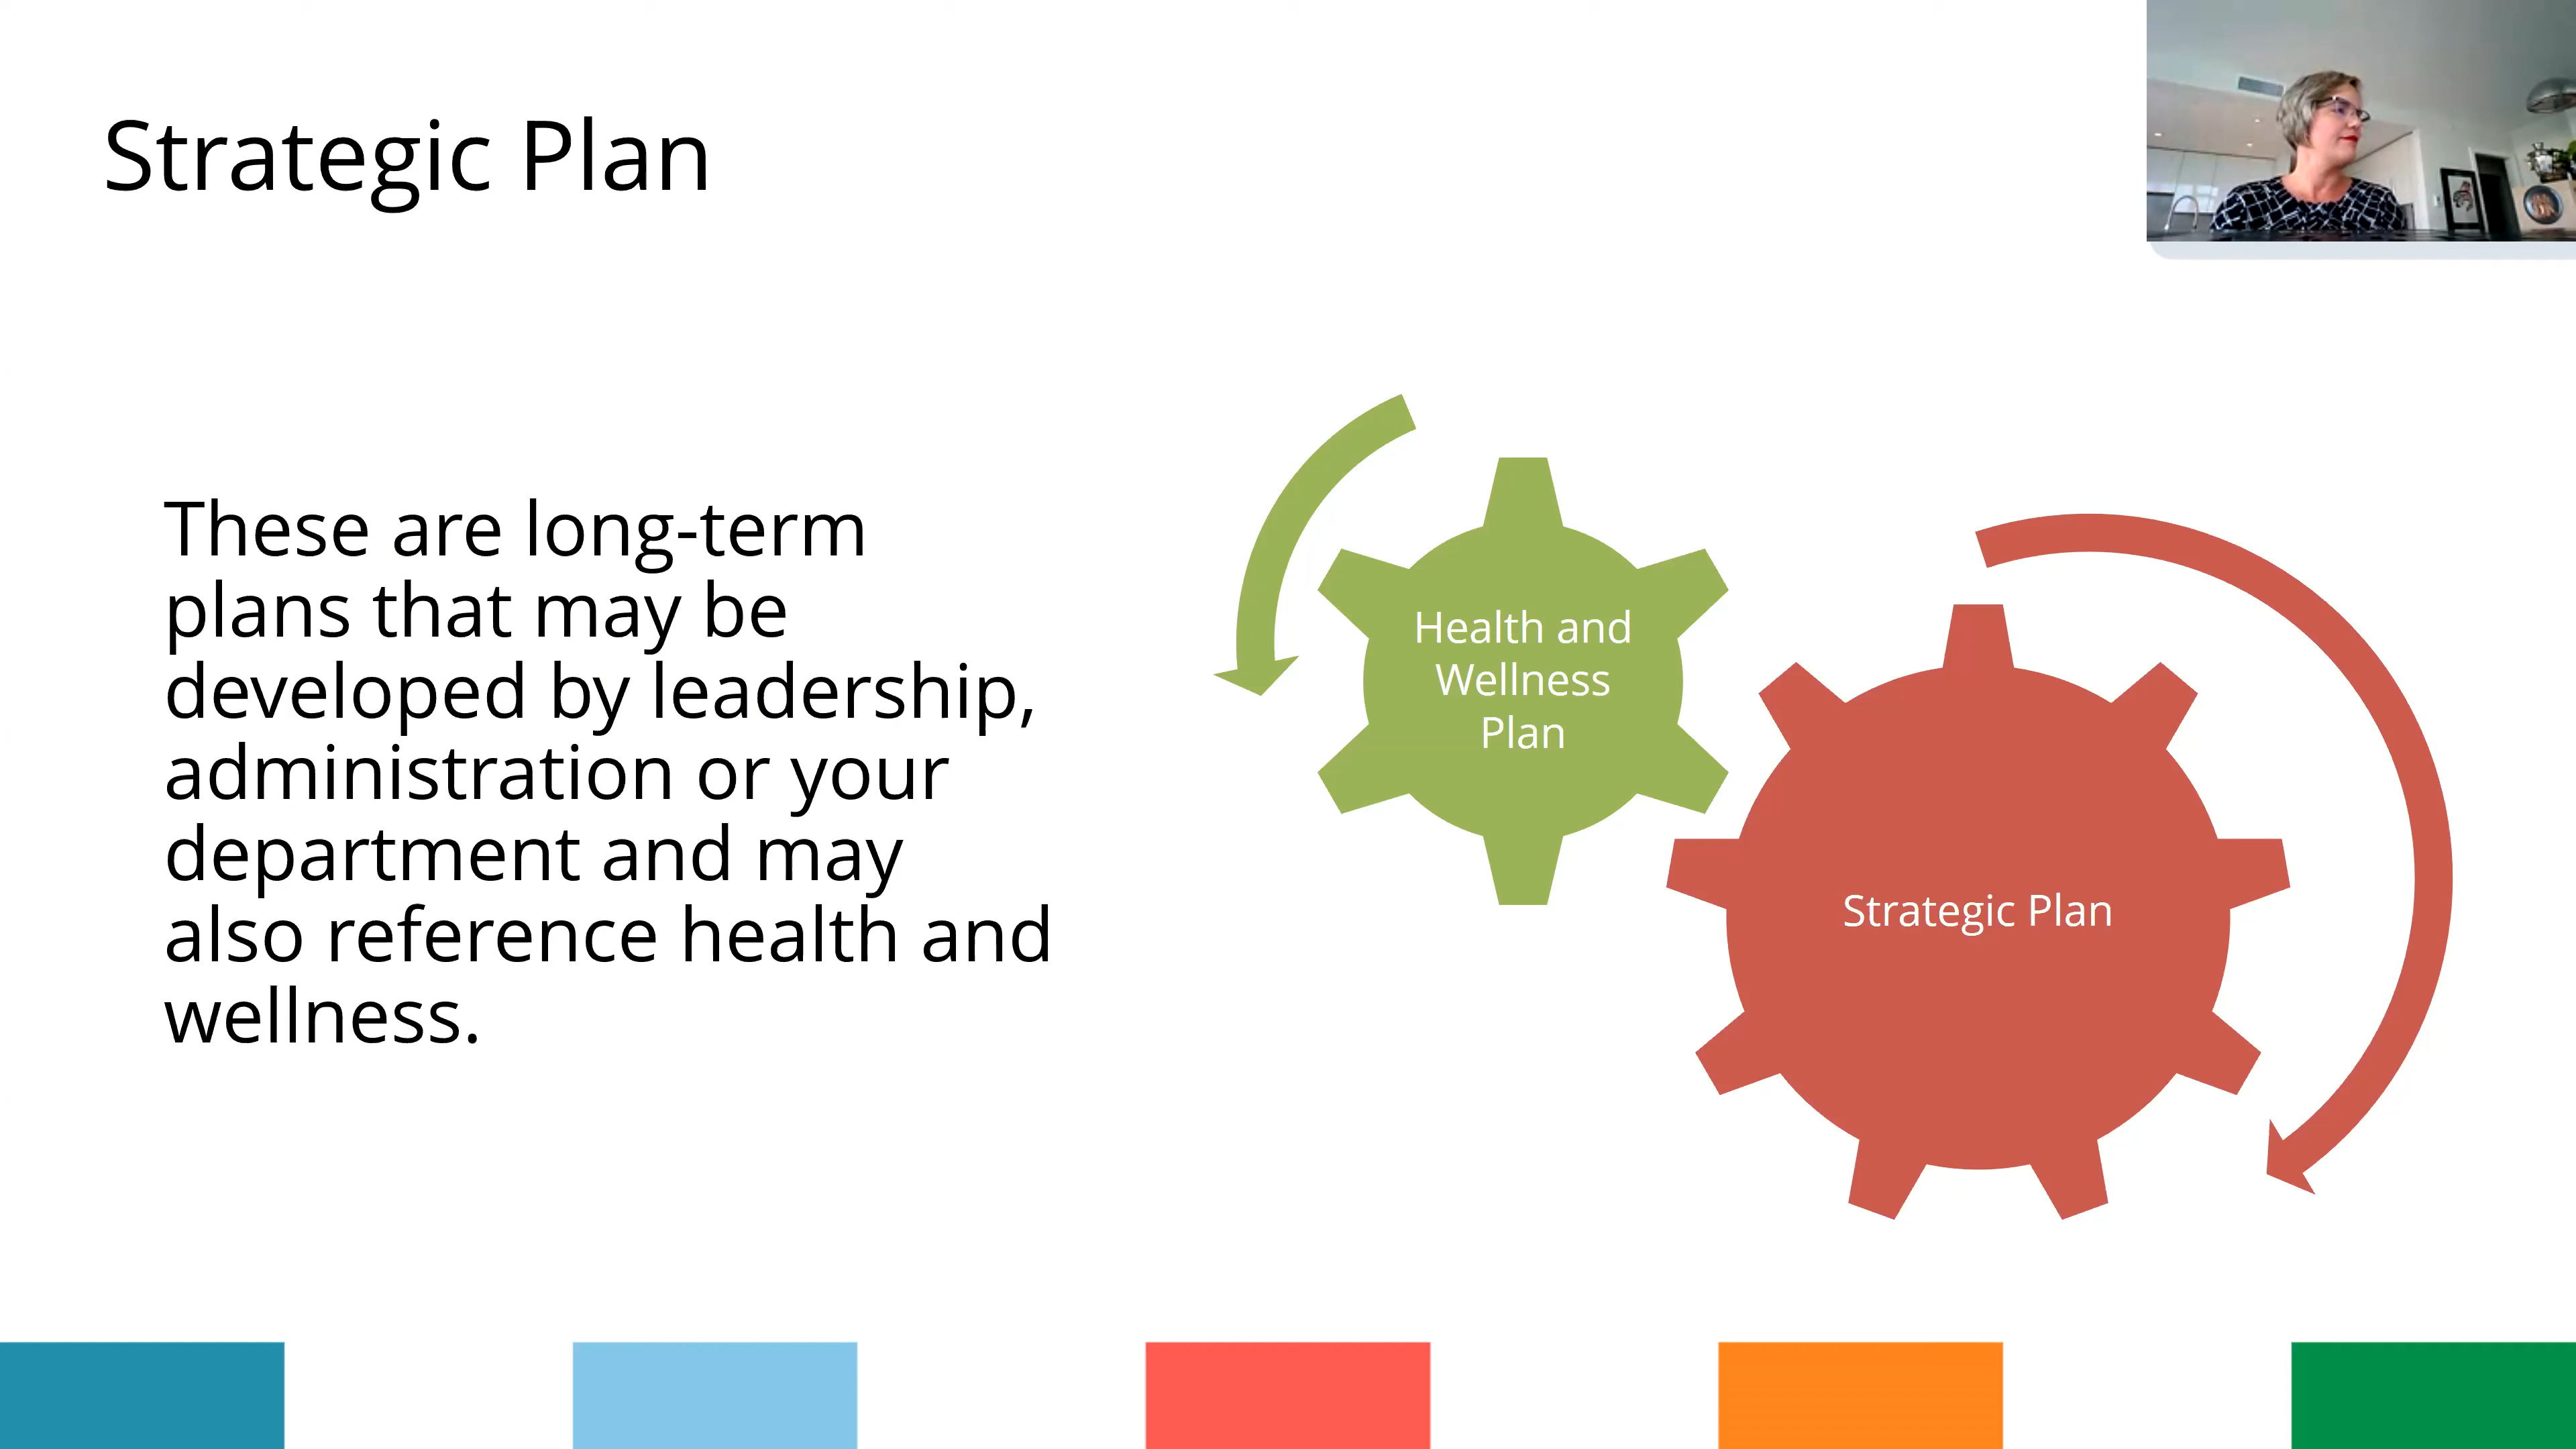 Strategic Plan
These are long-term
plans that may be
developed by leadership,
administration or your
department and may
also reference health and
wellness.
Health and
Wellness
Plan
Strategic Plan